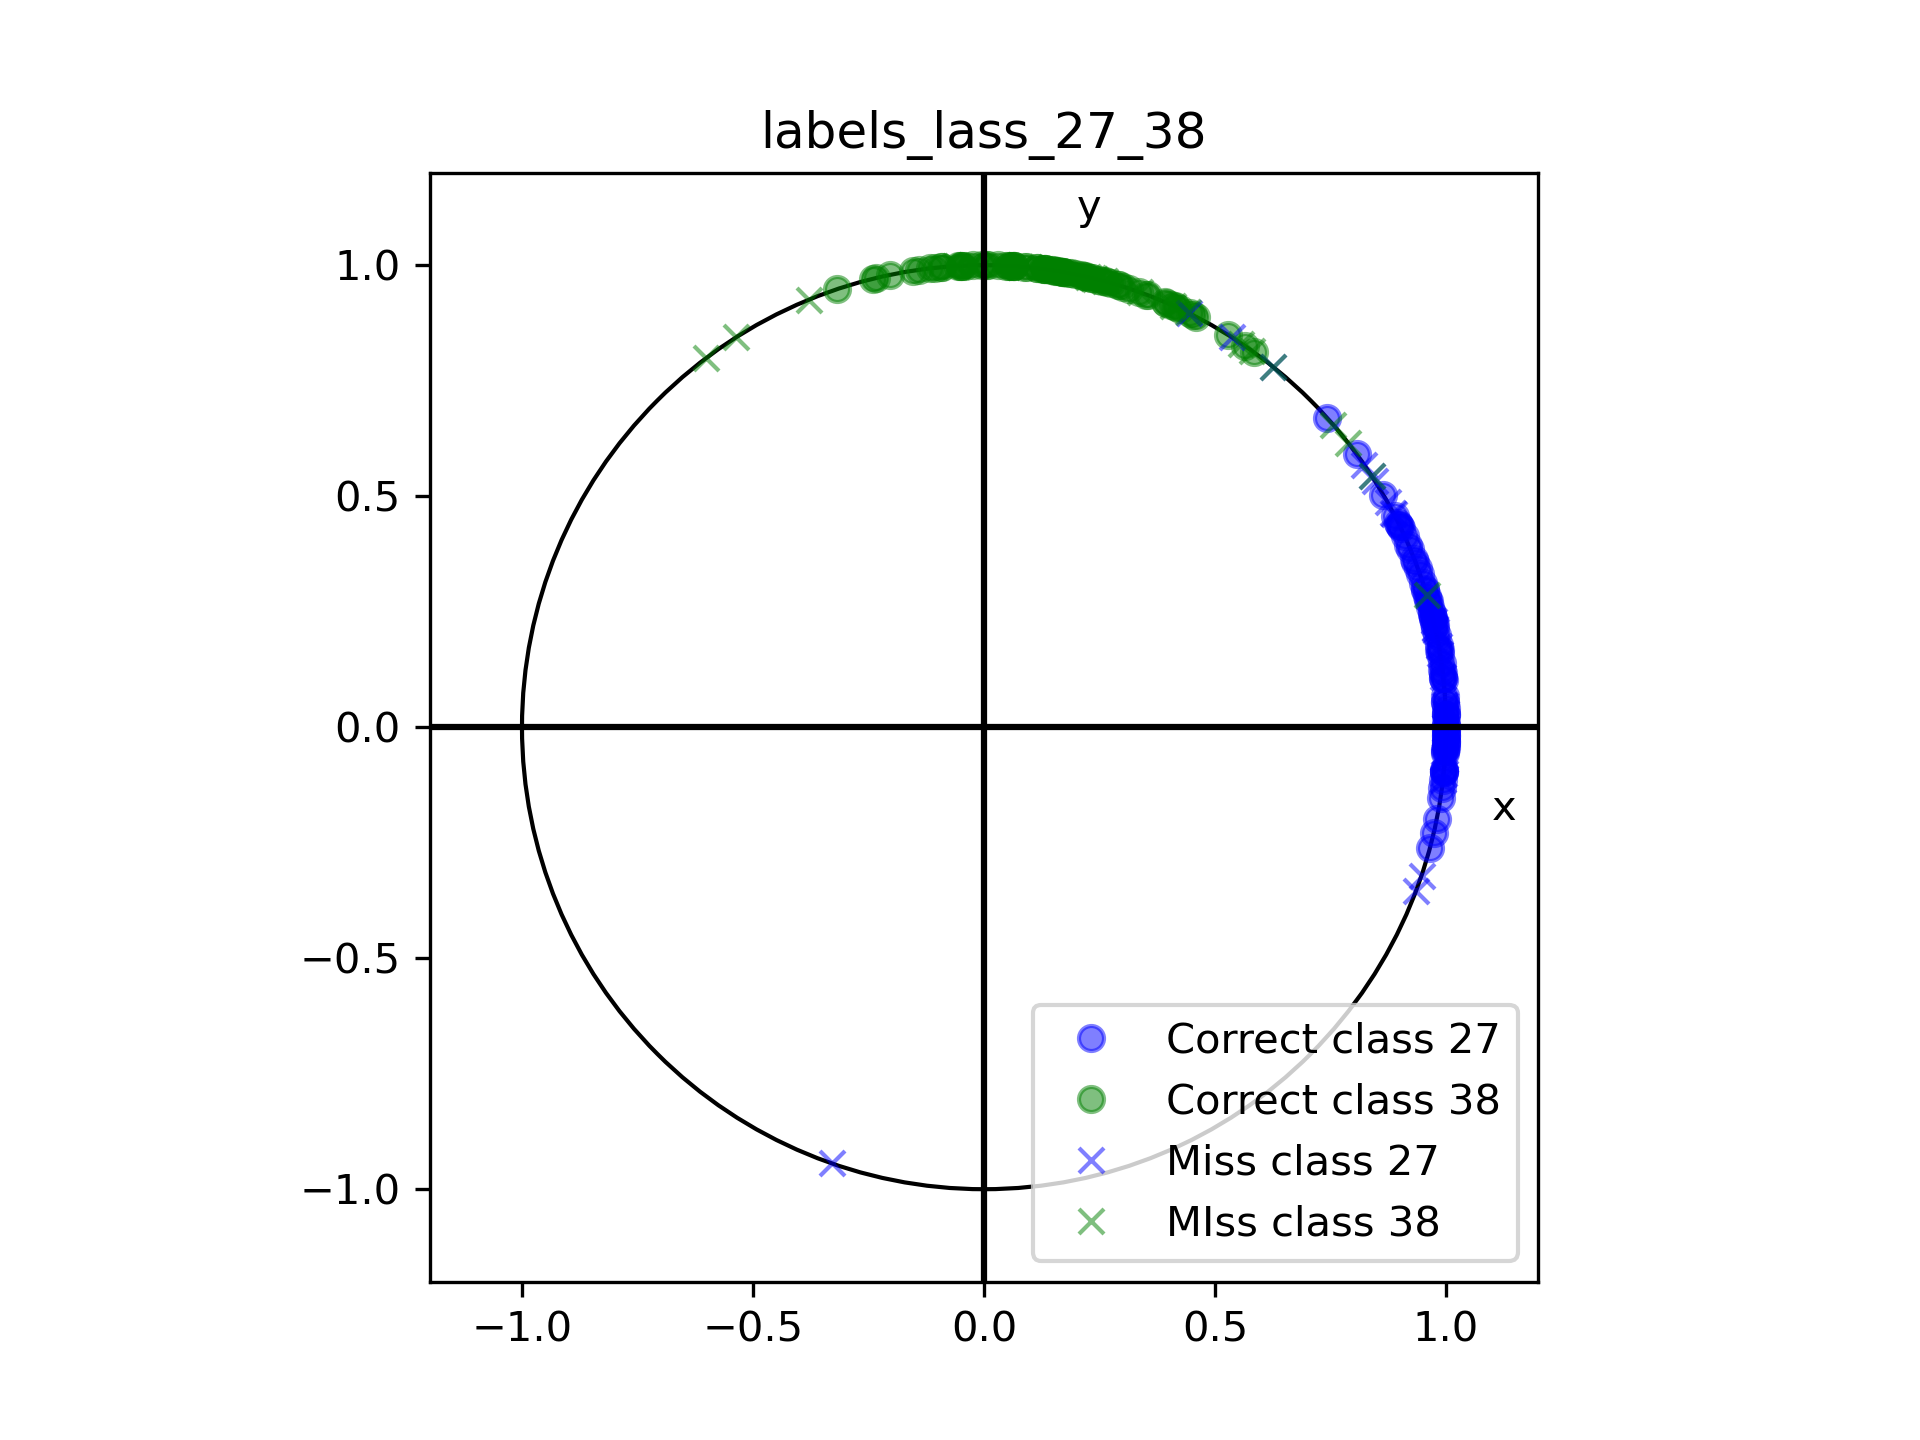 labels_lass_27_38
y
1.0
0.5
0.0
x
−0.5
−1.0
Correct class 27
Correct class 38
Miss class 27
MIss class 38
−1.0 −0.5 0.0 0.5 1.0